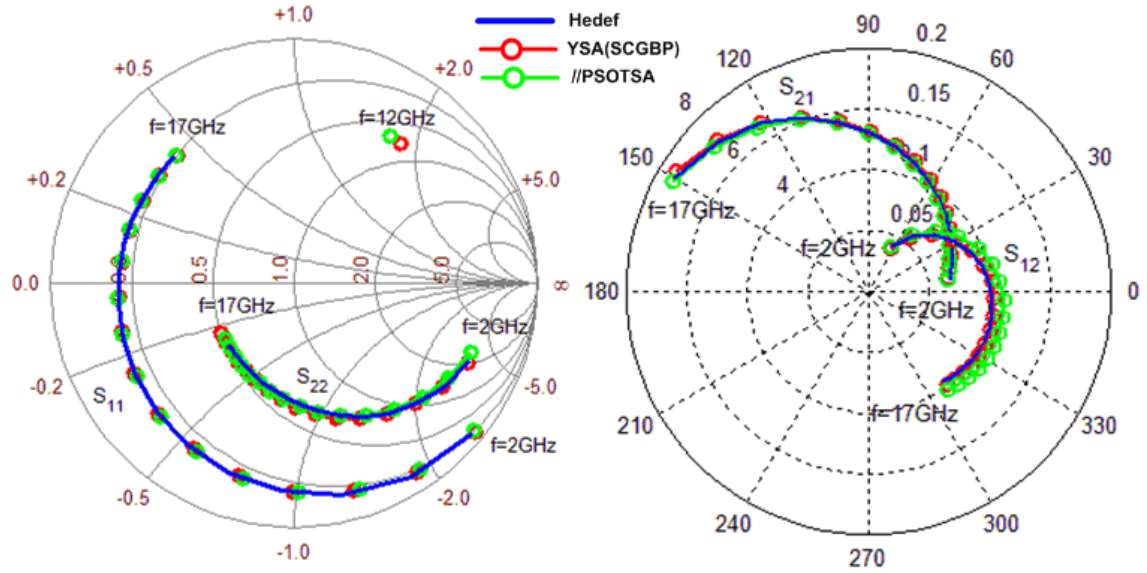 Hedef
YSA(SCGBP)
//PSOTSA
+1.0
+0.5
+2.0
+0.2
+5.0
0.0
0.5
1.0
2.0
5.0
8
-0.2
-5.0
-0.5
-2.0
-1.0
f=17GHz
f=12GHz
f=17GHz
f=2GHz
S22
S11
f=2GHz
90
0.2
120
60
8
S21
0.15
150
6
1
30
4
f=17GHz
0.05
f=2GHz
S12
180
0
f=2GHz
f=17GHz
210
330
240
300
270